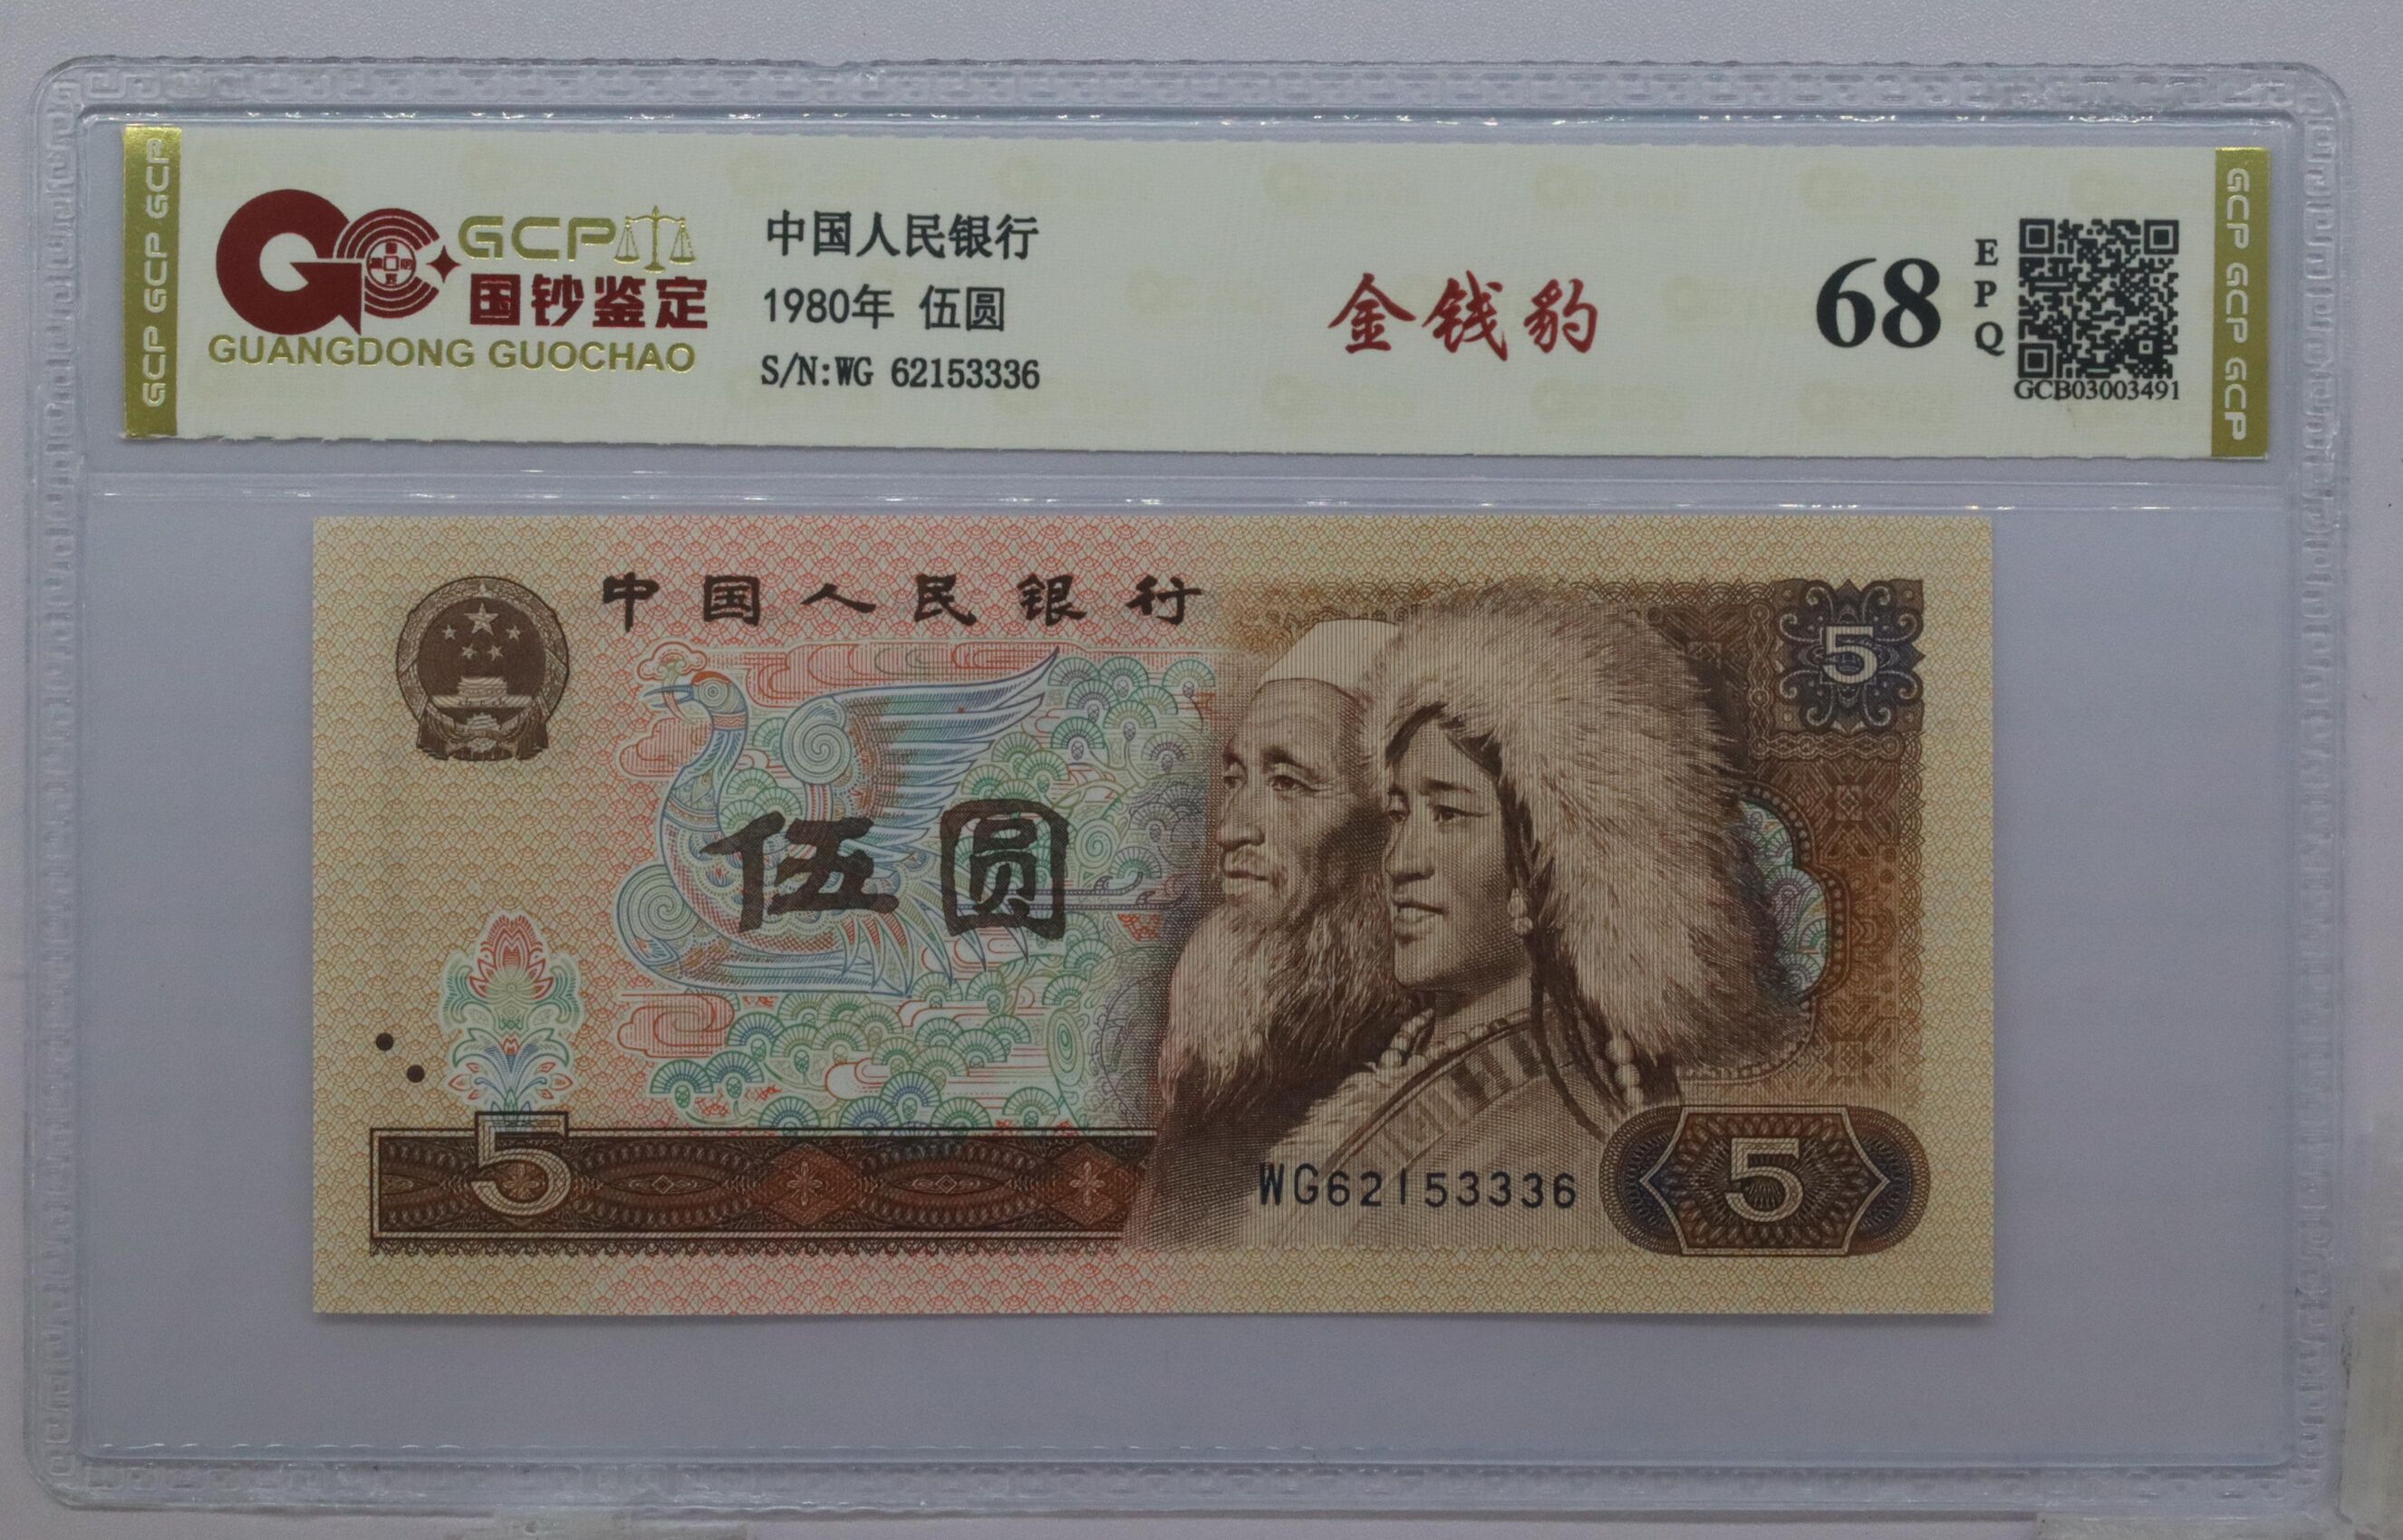 GCP GCP GCP
GCP
国钞鉴定
GUANGDONG GUOCHAO
中国人民银行
1980年 伍圆
S/N:WG 62153336
金钱豹
68
EPQ
GCB03003491
GCP GCP GCP
中国人民银行
5
伍圆
5
WG62153336
5